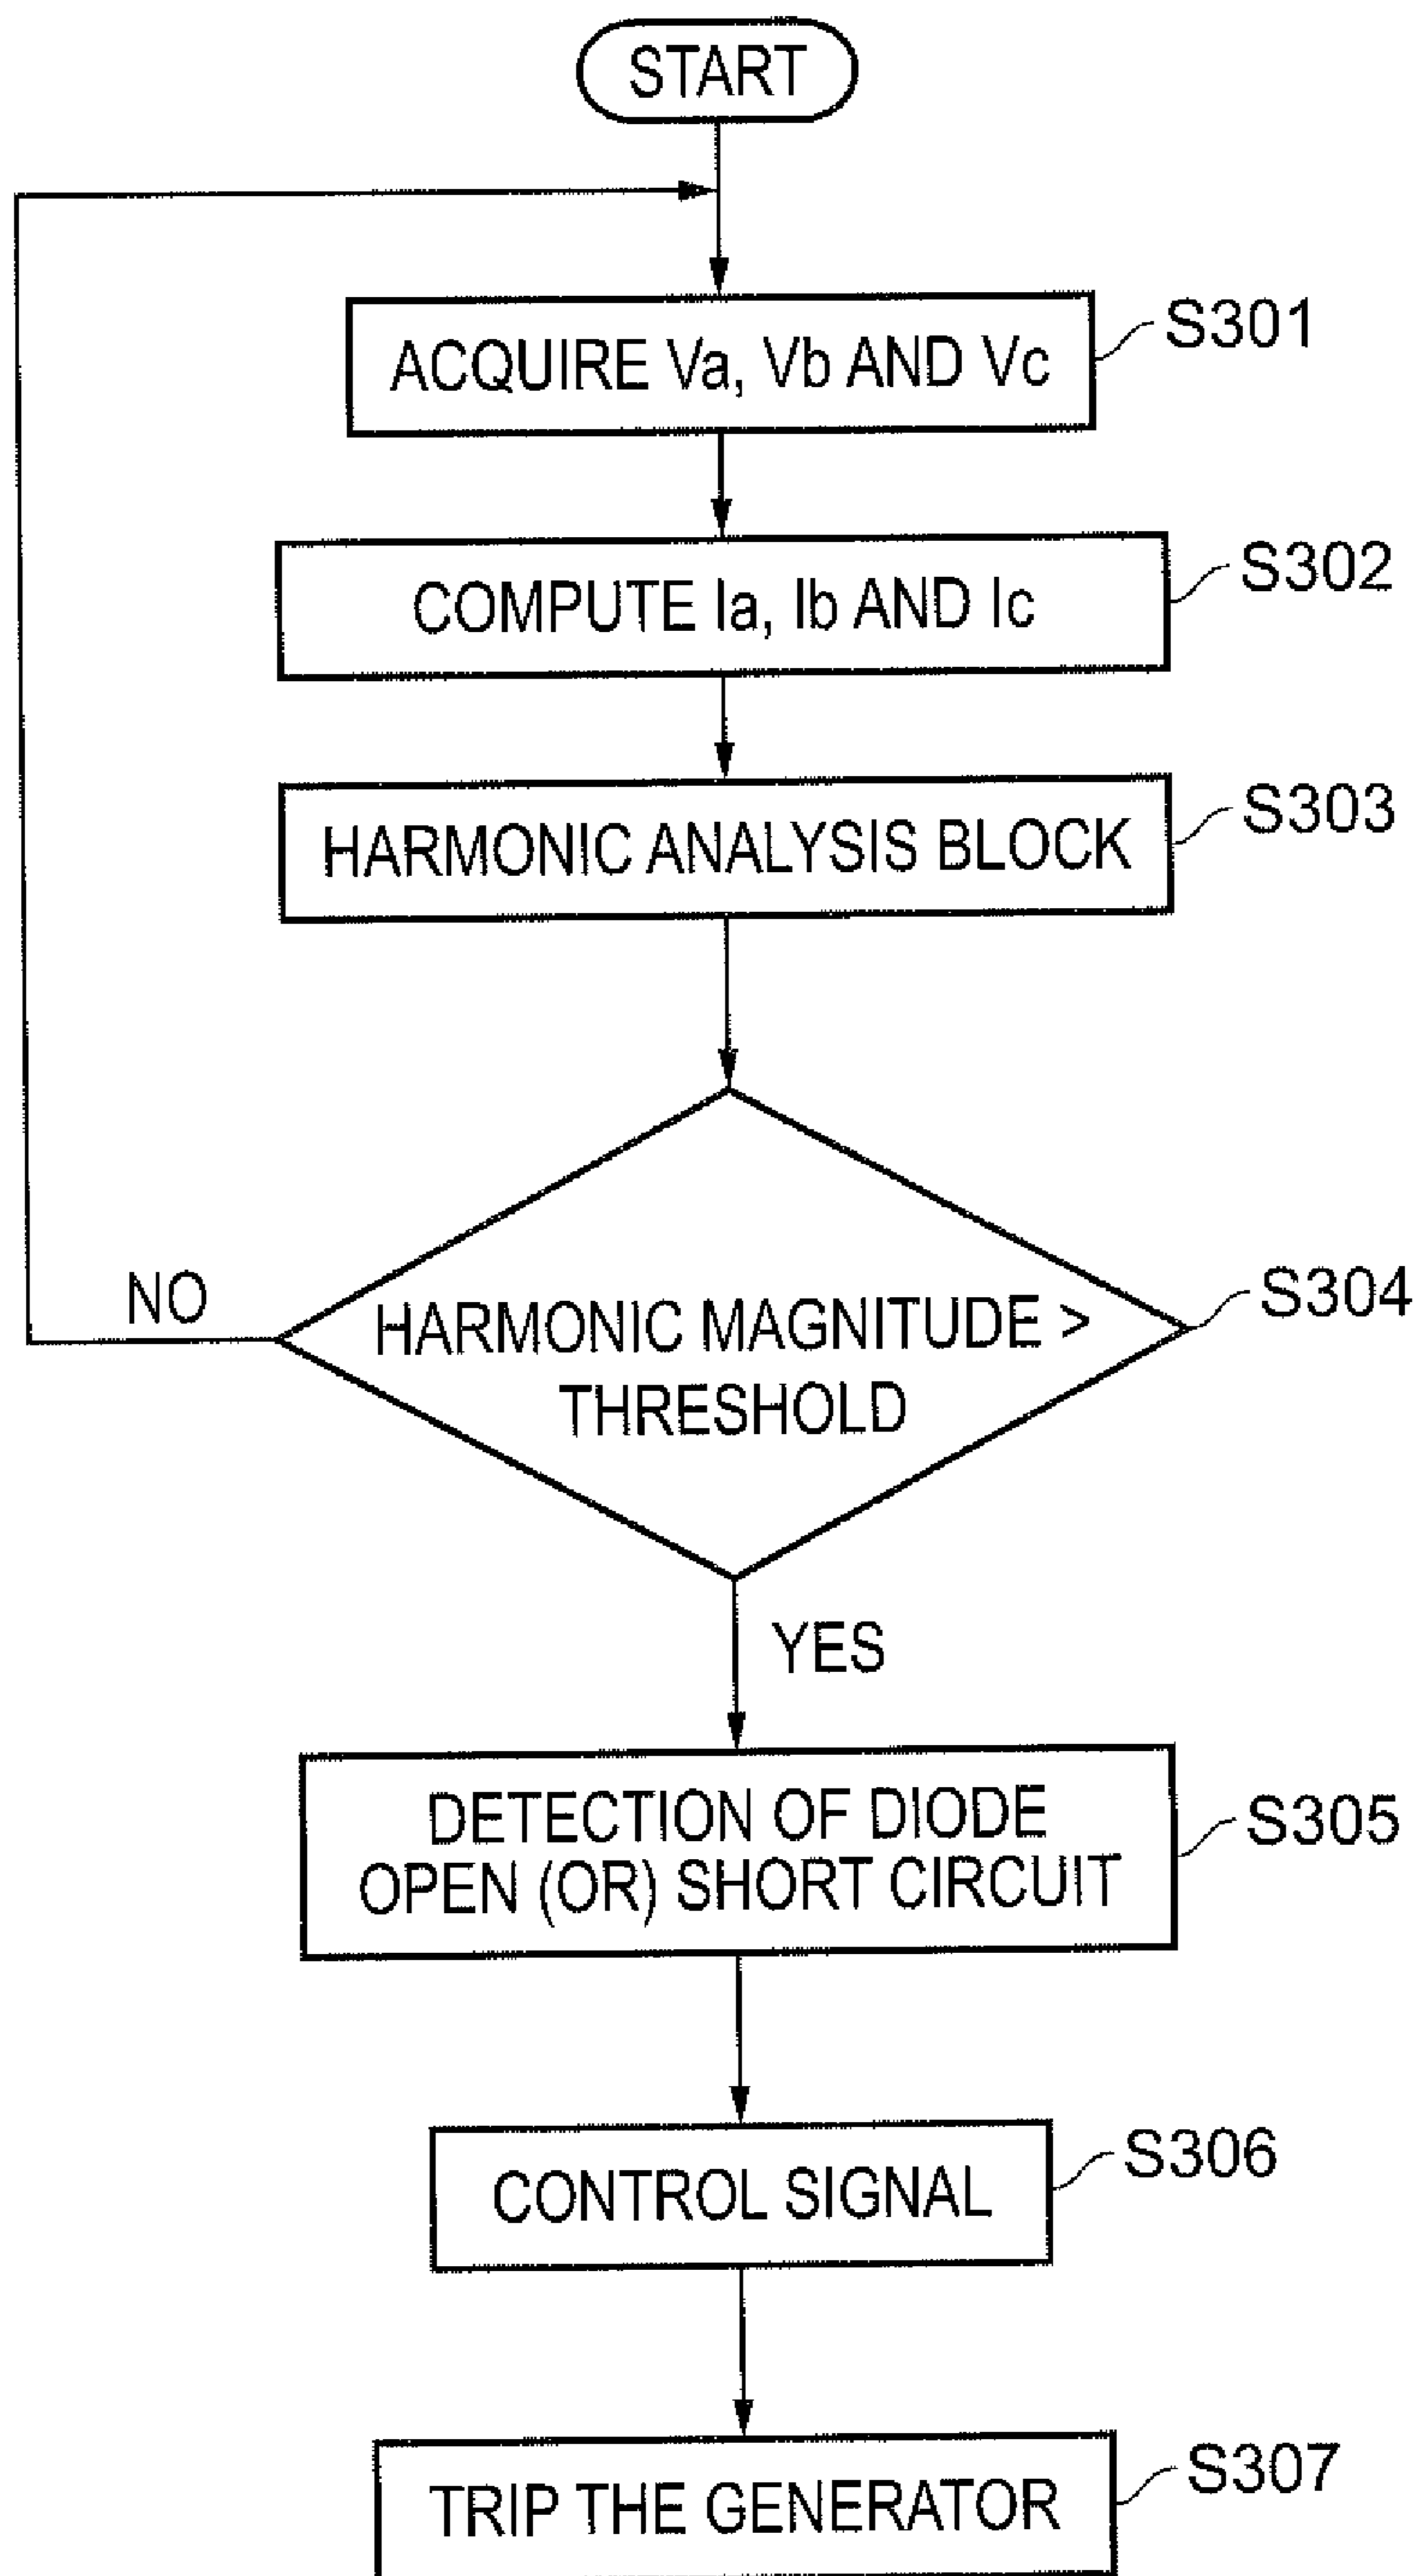 START
ACQUIRE Va, Vb AND Vc
S301
COMPUTE Ia, Ib AND Ic
S302
HARMONIC ANALYSIS BLOCK
S303
HARMONIC MAGNITUDE >
THRESHOLD
S304
NO
YES
DETECTION OF DIODE
OPEN (OR) SHORT CIRCUIT
S305
CONTROL SIGNAL
S306
TRIP THE GENERATOR
S307